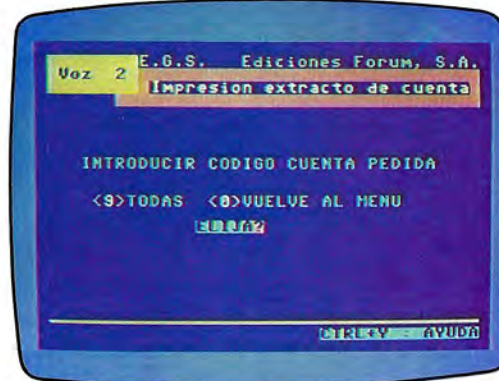 E.G.S. Ediciones Forum, S.A.
Voz 2
Impresion extracto de cuenta
INTRODUCIR CODIGO CUENTA PEDIDA
<9>TODAS <0>VUELVE AL MENU
ELIJA?
CTRL+Y : AYUDA